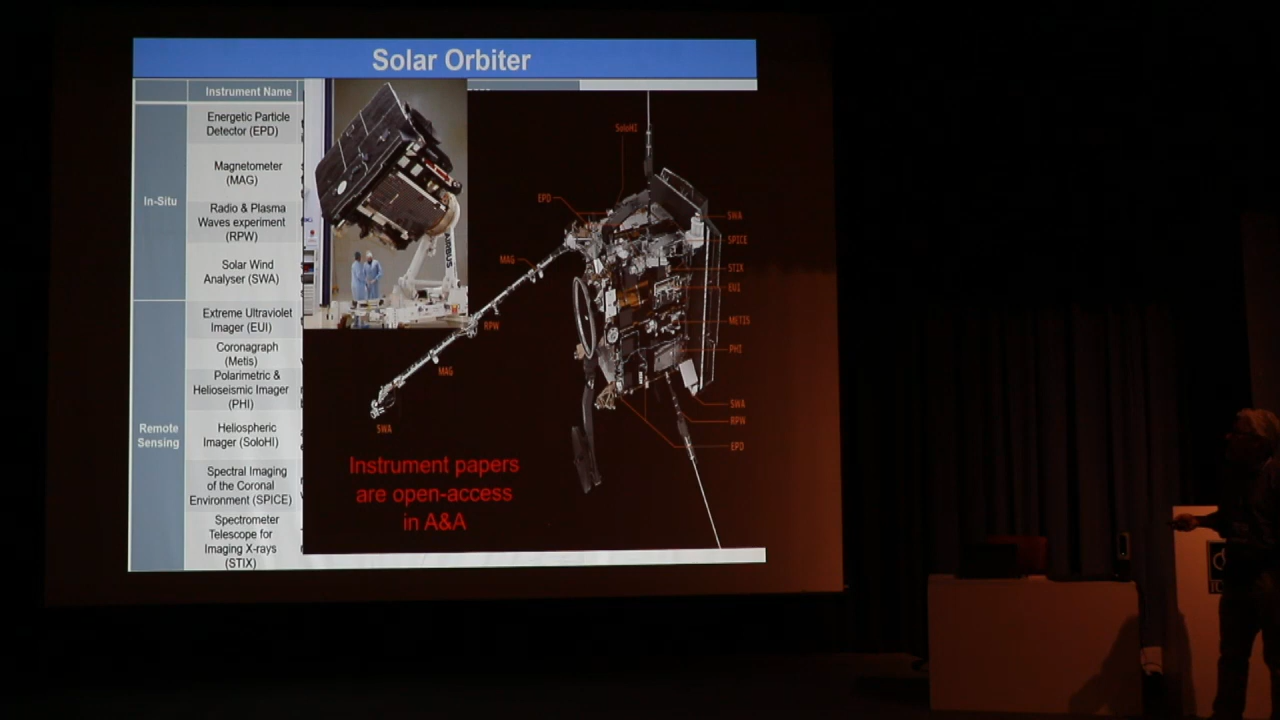 Solar Orbiter
Instrument Name
In-Situ
Energetic Particle
Detector (EPD)
Magnetometer
(MAG)
Radio & Plasma
Waves experiment
(RPW)
Solar Wind
Analyser (SWA)
Remote
Sensing
Extreme Ultraviolet
Imager (EUI)
Coronagraph
(Metis)
Polarimetric &
Helioseismic Imager
(PHI)
Heliospheric
Imager (SoloHI)
Spectral Imaging
of the Coronal
Environment (SPICE)
Spectrometer
Telescope for
Imaging X-rays
(STIX)
AIRBUS
SoloHI
EPD
MAG
RPW
MAG
SWA
SWA
SPICE
STIX
EUI
METIS
PHI
SWA
RPW
EPD
Instrument papers
are open-access
in A&A